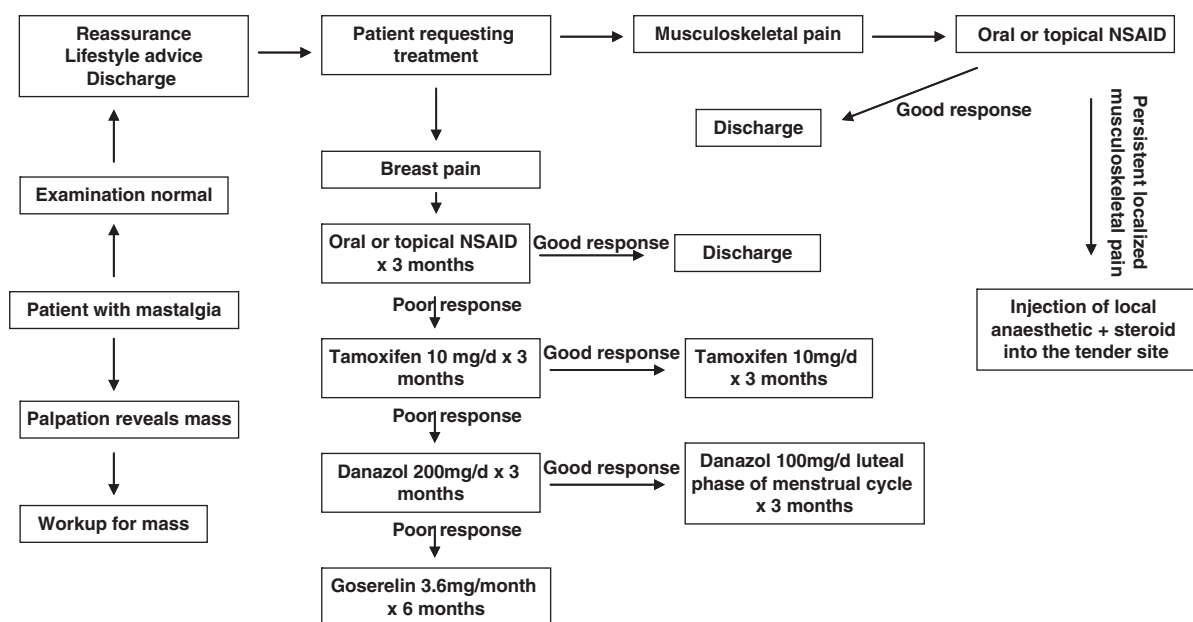 Reassurance
Lifestyle advice
Discharge
Patient requesting
treatment
Musculoskeletal pain
Oral or topical NSAID
Good response
Discharge
Persistent localized
musculoskeletal pain
Injection of local
anaesthetic + steroid
into the tender site
Examination normal
Patient with mastalgia
Palpation reveals mass
Workup for mass
Breast pain
Oral or topical NSAID
x 3 months
Good response
Discharge
Poor response
Tamoxifen 10 mg/d x 3
months
Good response
Tamoxifen 10mg/d
x 3 months
Poor response
Danazol 200mg/d x 3
months
Good response
Danazol 100mg/d luteal
phase of menstrual cycle
x 3 months
Poor response
Goserelin 3.6mg/month
x 6 months